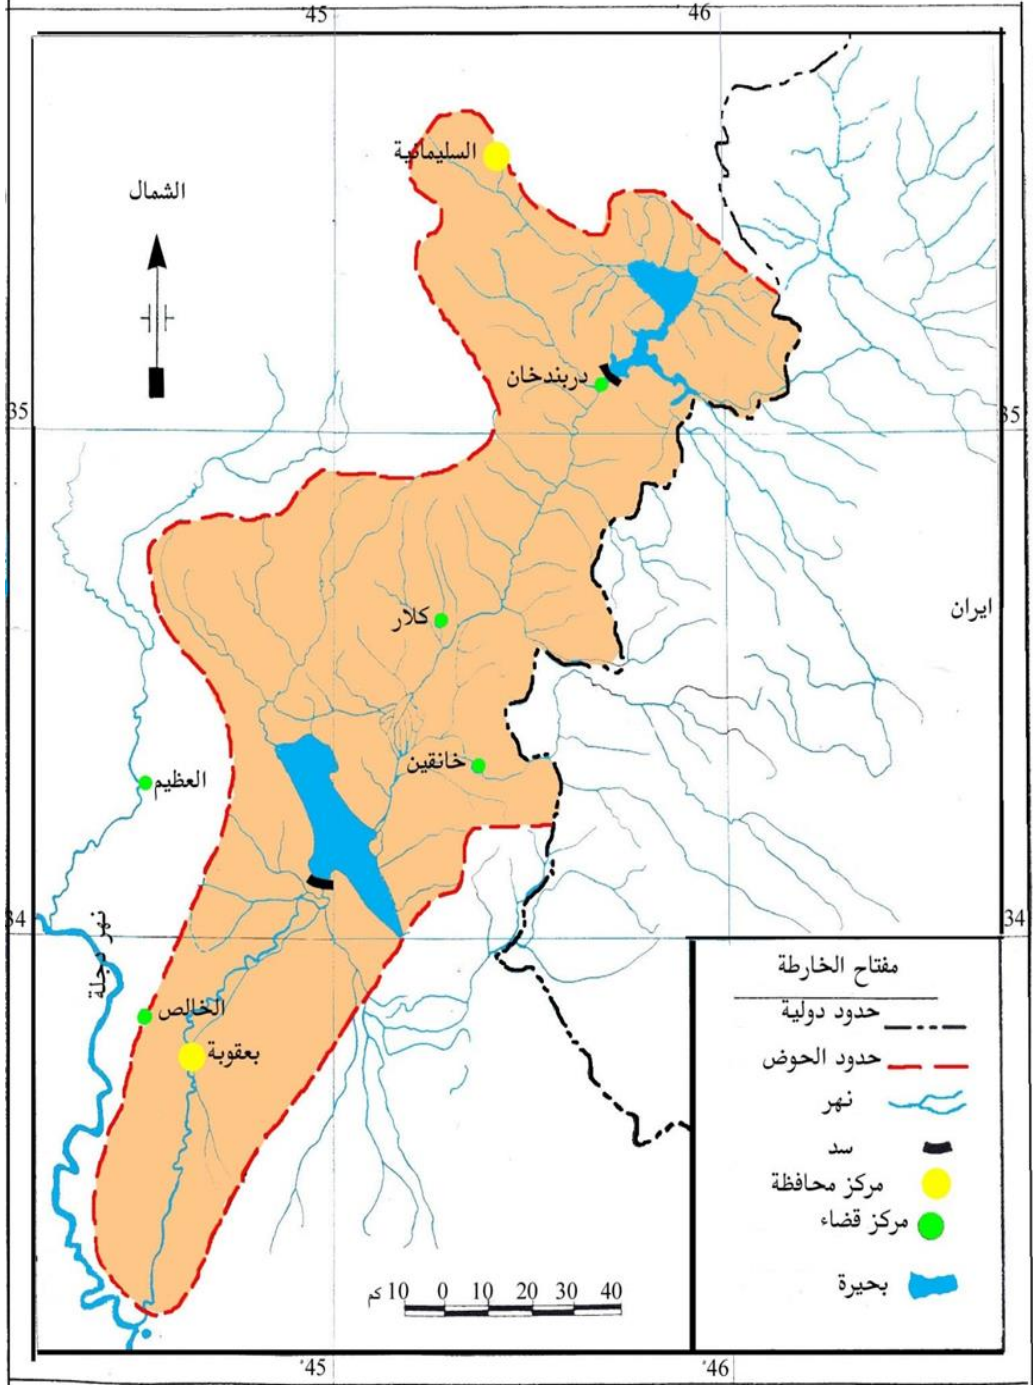 °45
°46
السليمانية
الشمال
دربندخان
35
35
ايران
كلار
خانقين
العظيم
34
34
نهر دجلة
الخالص
بعقوبة
مفتاح الخارطة
حدود دولية
حدود الحوض
نهر
سد
مركز محافظة
مركز قضاء
بحيرة
10 0 10 20 30 40 كم
°45
°46